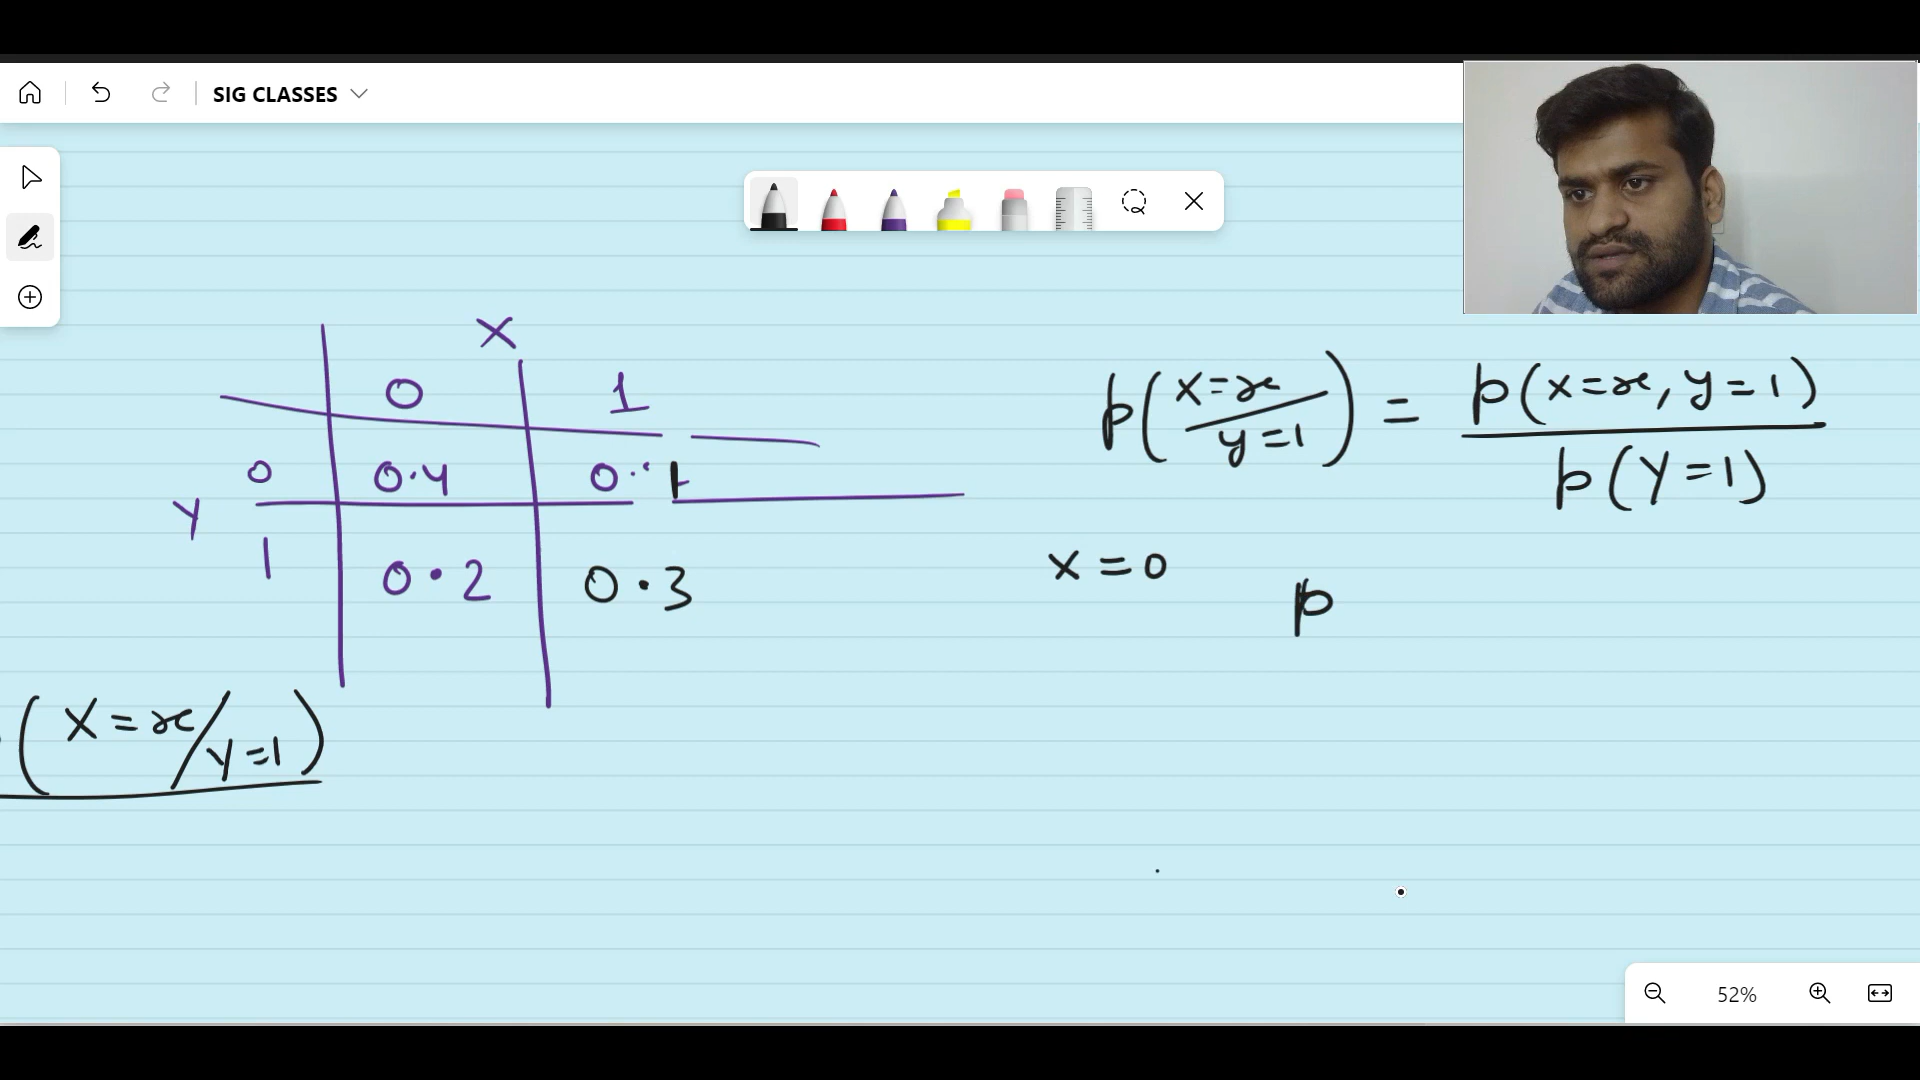 SIG CLASSES
X
0 1
0 0.4
Y
1 0.2 0.3
(X = x / Y = 1)
p(X = x / y = 1) = p(x = x, y = 1) / p(Y = 1)
x = 0 p
52%